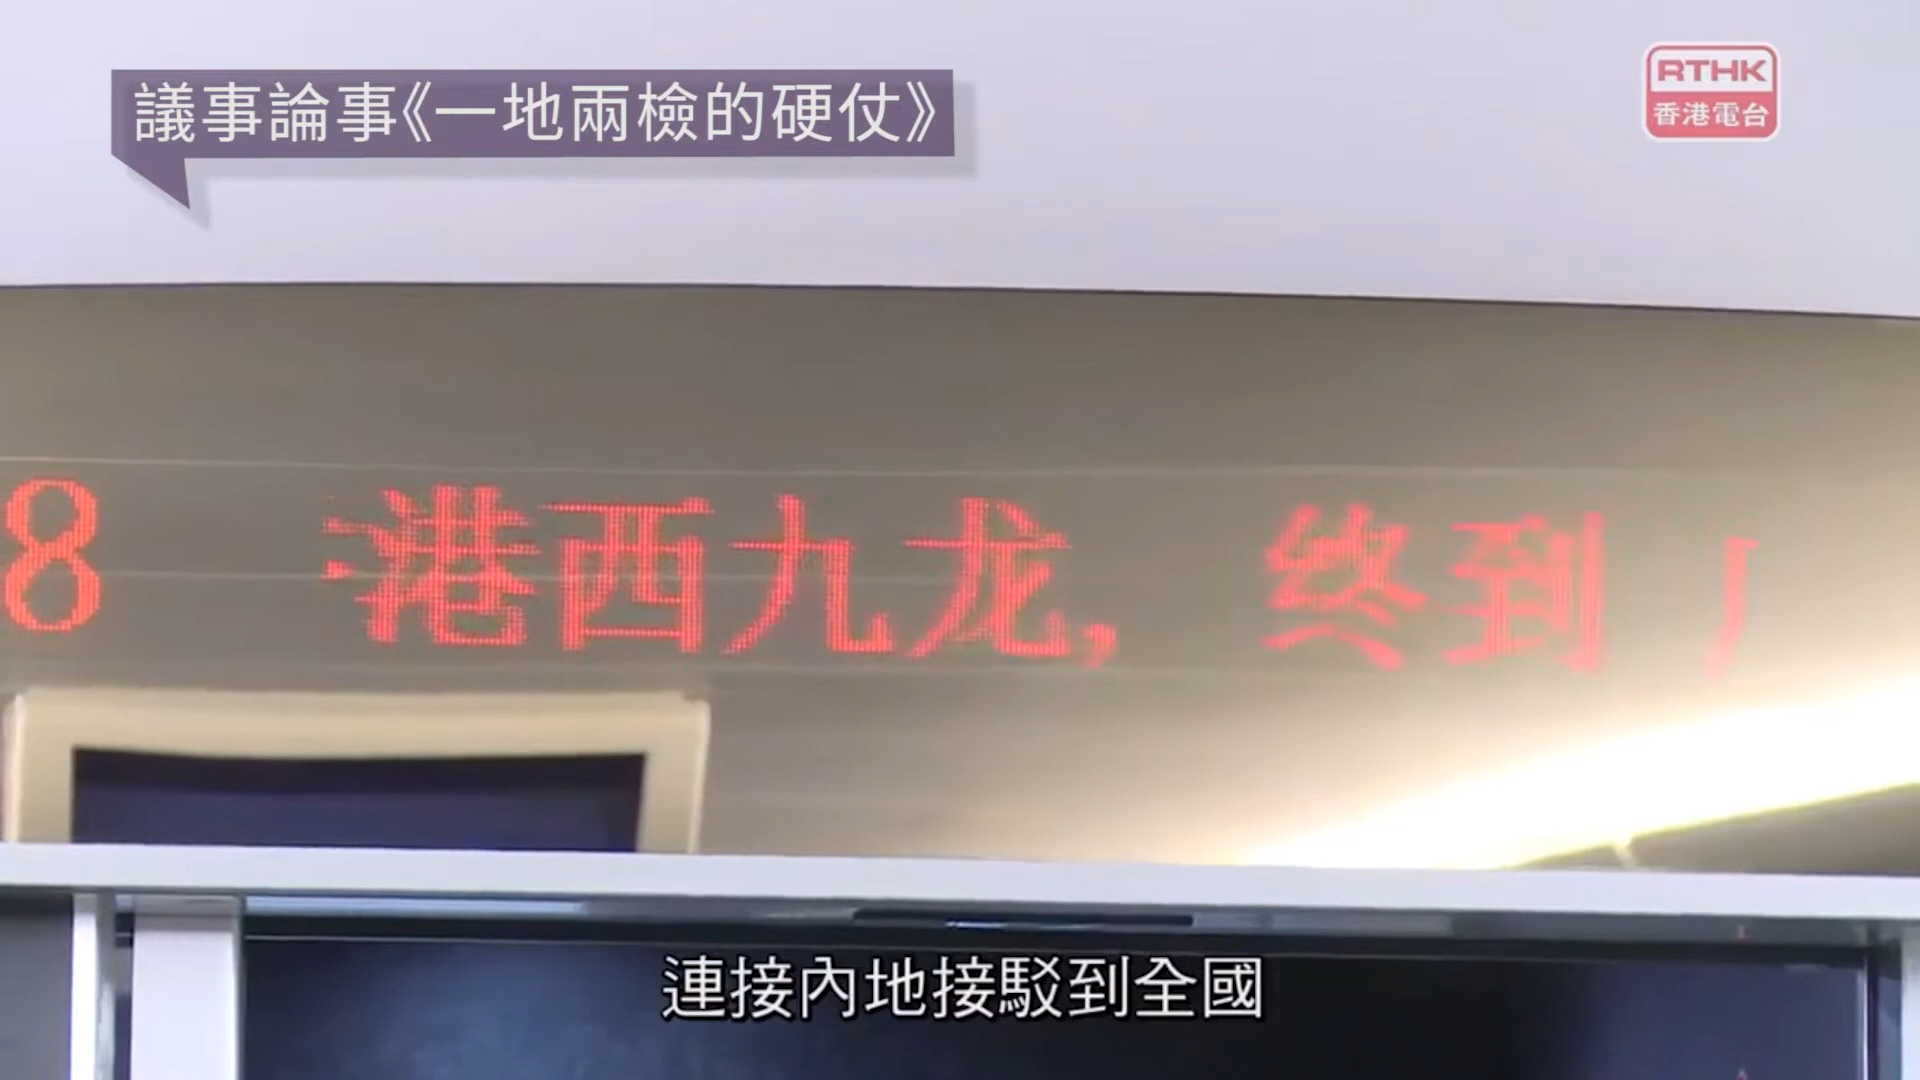 議事論事《一地兩檢的硬仗》
RTHK
香港電台
8 港西九龙，终到
連接內地接駁到全國